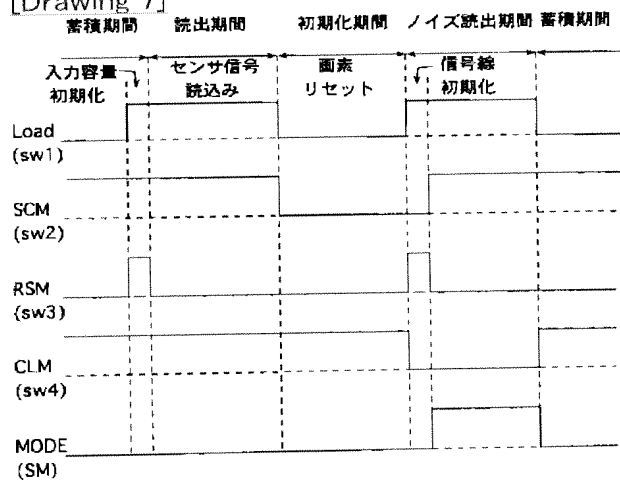 [Drawing 7]
蓄積期間 読出期間 初期化期間 ノイズ読出期間 蓄積期間
入力容量 センサ信号 画素 信号線
初期化 読込み リセット 初期化
Load
(sw1)
SCM
(sw2)
RSM
(sw3)
CLM
(sw4)
MODE
(SM)